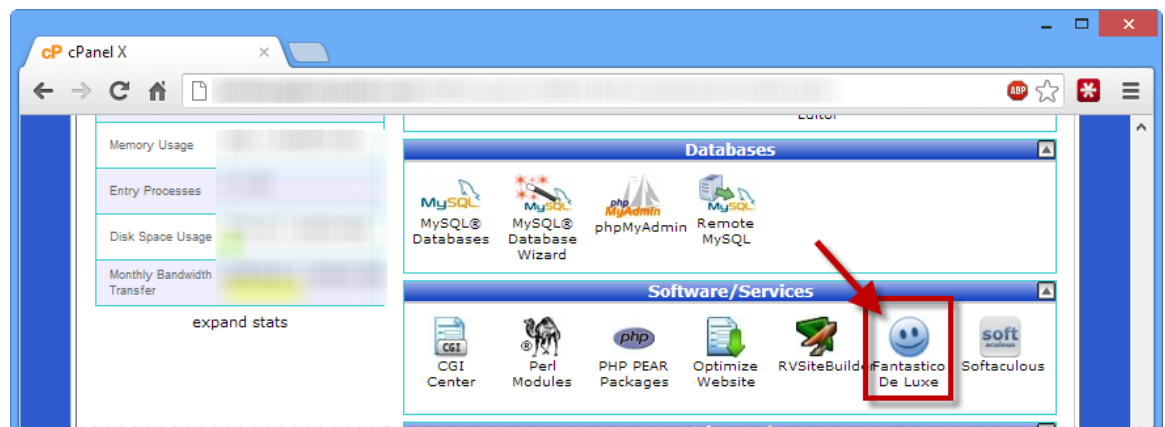 cP cPanel X
ABP
Editor
Memory Usage
Entry Processes
Disk Space Usage
Monthly Bandwidth
Transfer
expand stats
Databases
MySQL
MySQL®
Databases
MySQL
MySQL®
Database
Wizard
php
MyAdmin
phpMyAdmin
MySQL
Remote
MySQL
Software/Services
CGI
CGI
Center
®
Perl
Modules
php
PHP PEAR
Packages
Optimize
Website
RVSiteBuilder
Fantastico
De Luxe
soft
aculous
Softaculous